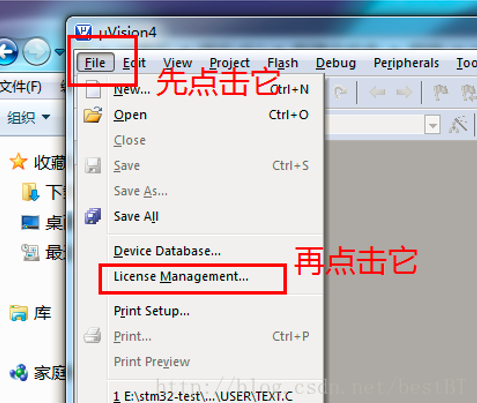 μVision4
File Edit View Project Flash Debug Peripherals Too
先点击它
文件(F)
New... Ctrl+N
组织
Open Ctrl+O
Close
收藏
Save Ctrl+S
下载
Save As...
桌面
Save All
最近
Device Database...
再点击它
License Management...
库
Print Setup...
Print... Ctrl+P
Print Preview
家庭
http://blog.csdn.net/bestBT
1 E:\stm32-test\...\USER\TEXT.C